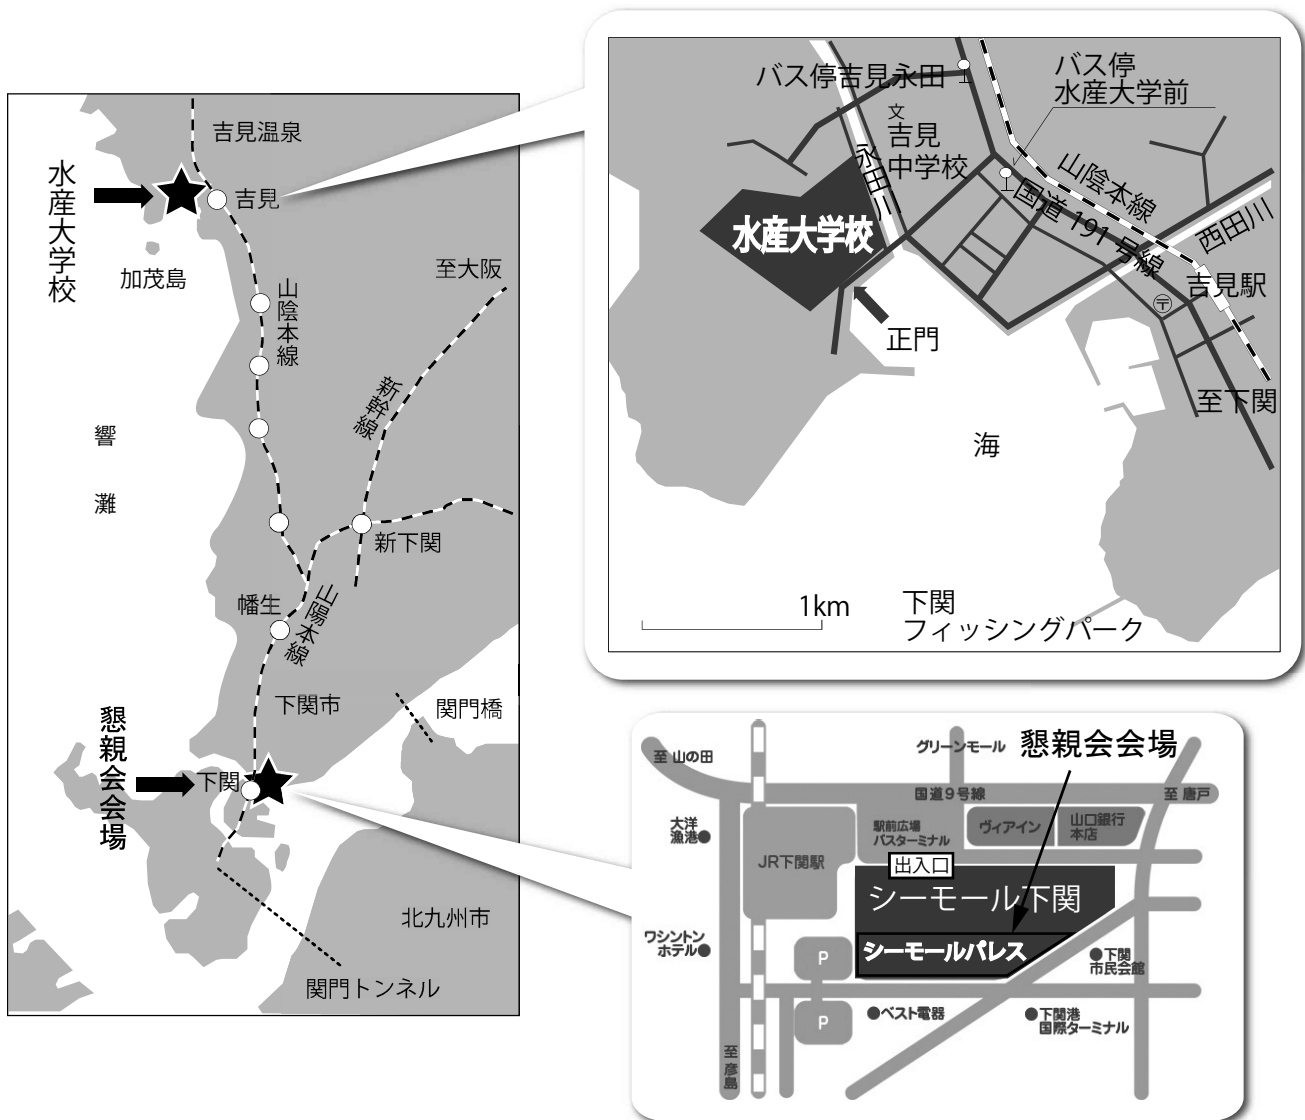 吉見温泉
水産大学校
吉見
加茂島
至大阪
山陰本線
新幹線
響灘
新下関
幡生
山陽本線
下関市
関門橋
懇親会会場
下関
北九州市
関門トンネル
バス停吉見永田
バス停
水産大学前
文
吉見
中学校
永田川
山陰本線
国道191号線
西田川
水産大学校
吉見駅
〒
正門
至下関
海
1km
下関
フィッシングパーク
懇親会会場
グリーンモール
至 山の田
国道9号線
至 唐戸
大洋
漁港
駅前広場
バスターミナル
ヴィアイン
山口銀行
本店
JR下関駅
出入口
シーモール下関
ワシントン
ホテル
シーモールパレス
P
下関
市民会館
P
ベスト電器
下関港
国際ターミナル
至彦島